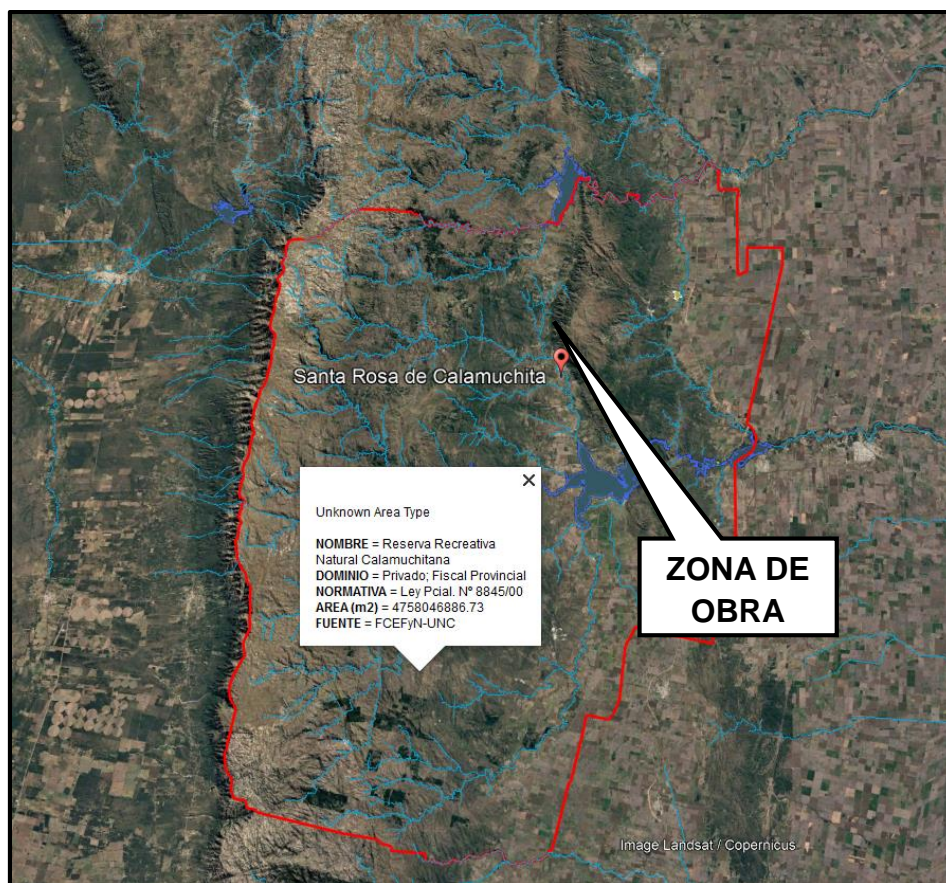 Santa Rosa de Calamuchita
Unknown Area Type
NOMBRE = Reserva Recreativa
Natural Calamuchitana
DOMINIO = Privado; Fiscal Provincial
NORMATIVA = Ley Pcial. Nº 8845/00
AREA (m2) = 4758046886.73
FUENTE = FCEFyN-UNC
ZONA DE
OBRA
Image Landsat / Copernicus